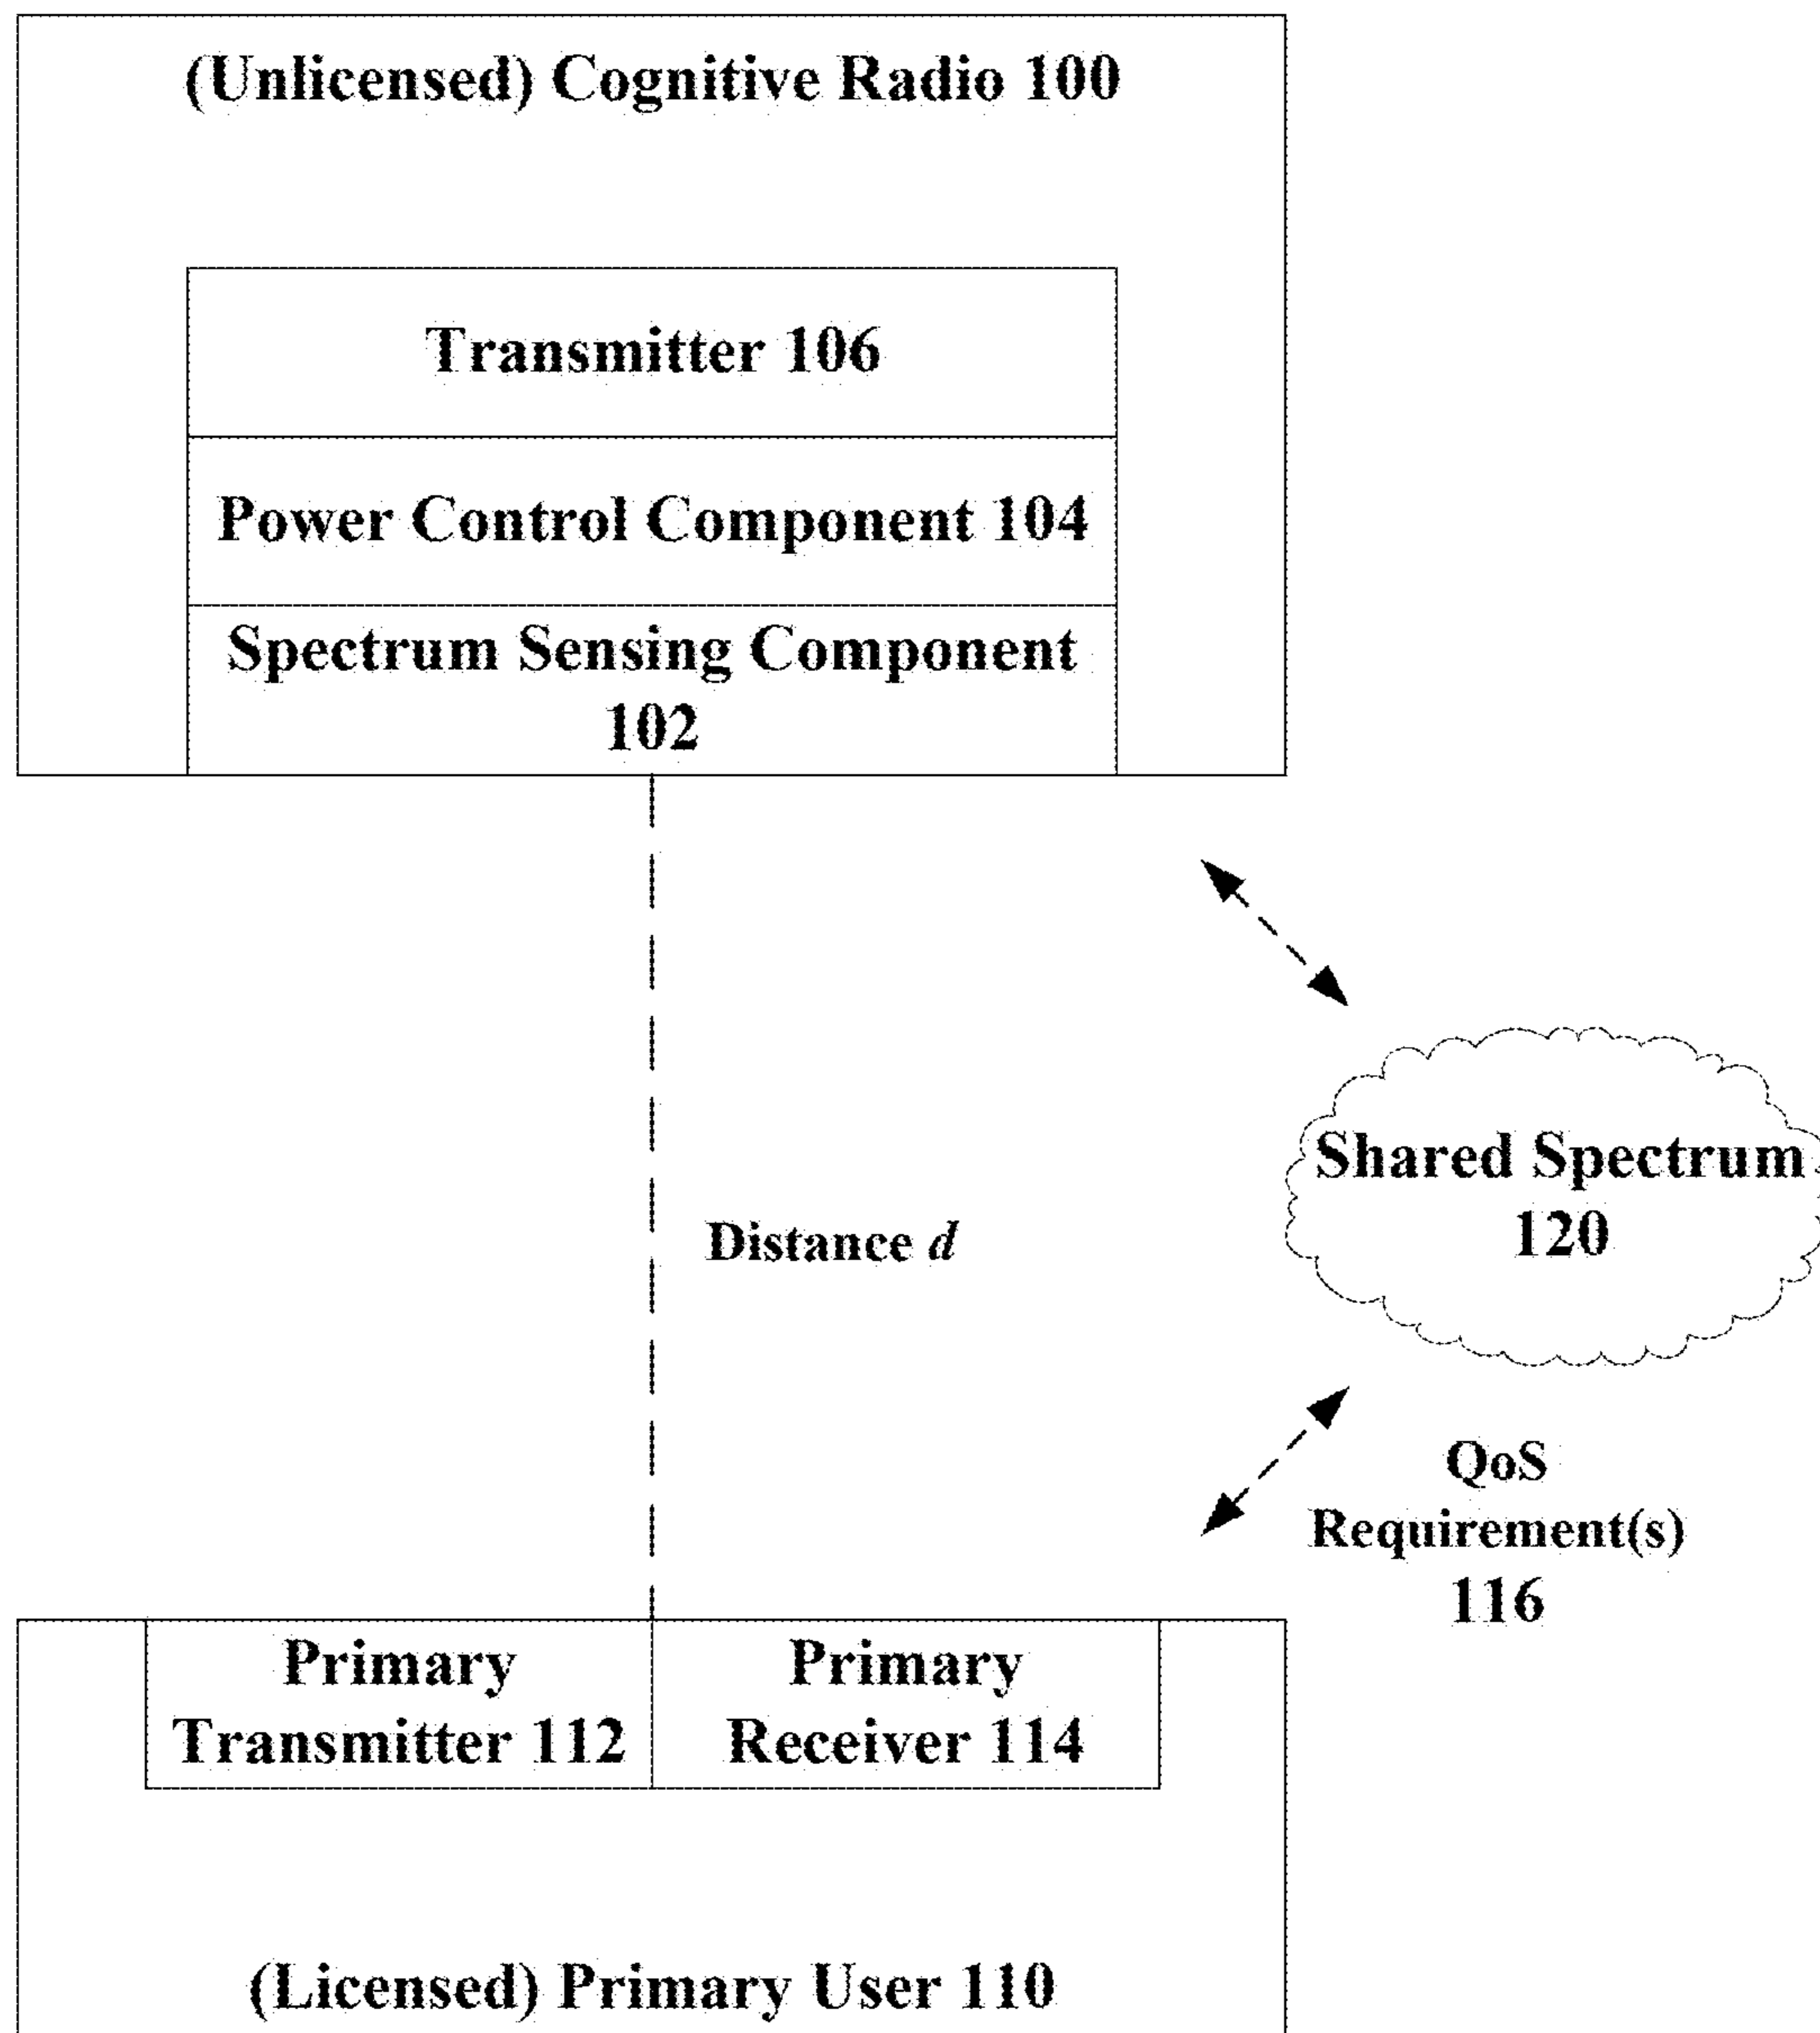 (Unlicensed) Cognitive Radio 100
Transmitter 106
Power Control Component 104
Spectrum Sensing Component
102
Distance d
Shared Spectrum
120
QoS
Requirement(s)
116
Primary
Transmitter 112
Primary
Receiver 114
(Licensed) Primary User 110